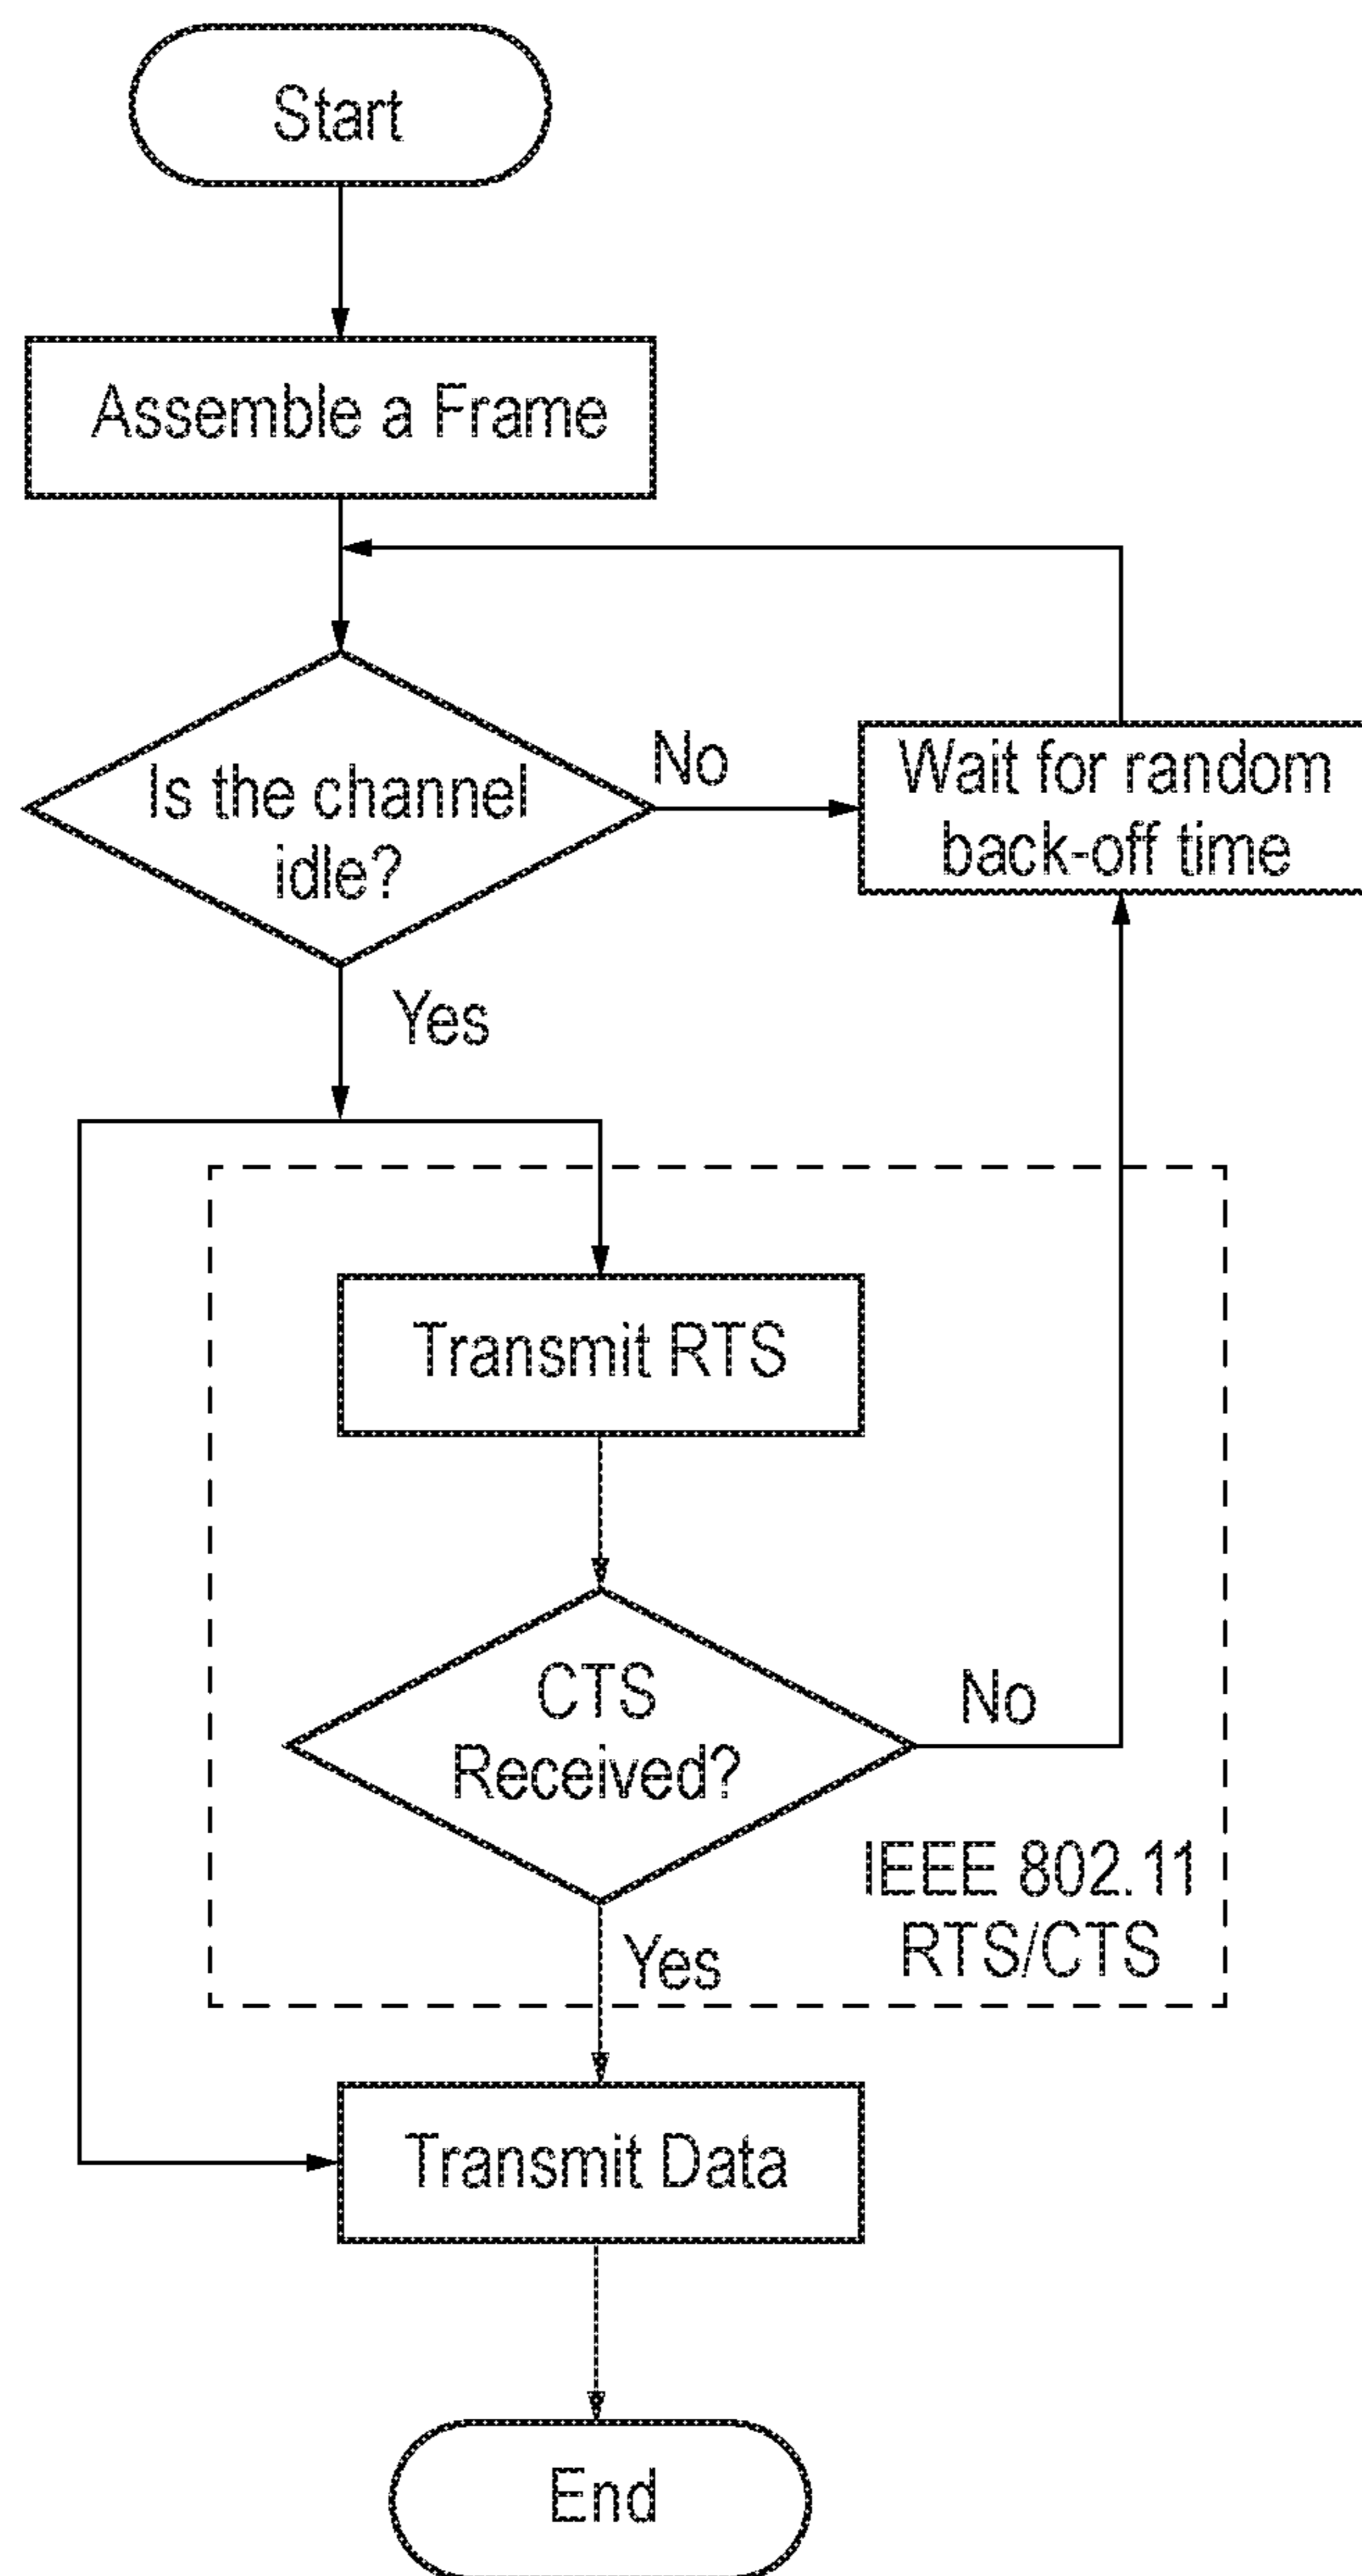 Start
Assemble a Frame
Is the channel
idle?
No
Wait for random
back-off time
Yes
Transmit RTS
CTS
Received?
No
IEEE 802.11
RTS/CTS
Yes
Transmit Data
End